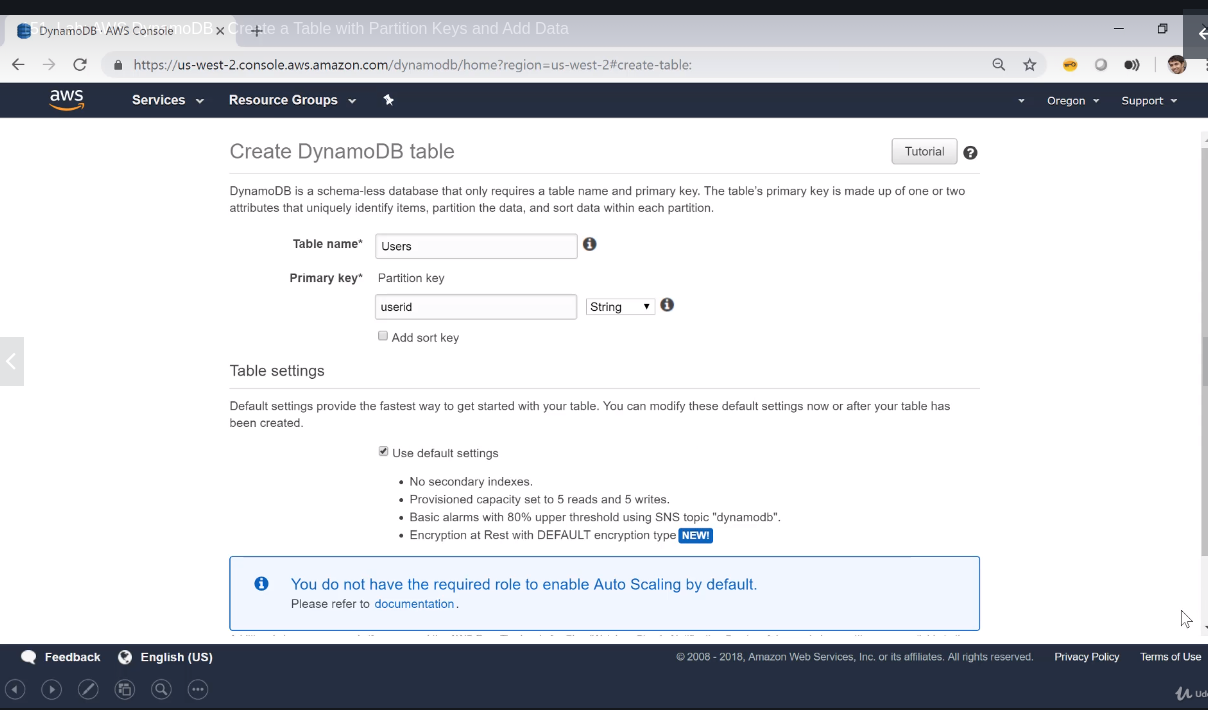 DynamoDB · AWS Console
Create a Table with Partition Keys and Add Data
https://us-west-2.console.aws.amazon.com/dynamodb/home?region=us-west-2#create-table:
aws
Services
Resource Groups
Oregon
Support
Create DynamoDB table
Tutorial
DynamoDB is a schema-less database that only requires a table name and primary key. The table's primary key is made up of one or two
attributes that uniquely identify items, partition the data, and sort data within each partition.
Table name*
Users
Primary key*
Partition key
userid
String
Add sort key
Table settings
Default settings provide the fastest way to get started with your table. You can modify these default settings now or after your table has
been created.
Use default settings
No secondary indexes.
Provisioned capacity set to 5 reads and 5 writes.
Basic alarms with 80% upper threshold using SNS topic "dynamodb".
Encryption at Rest with DEFAULT encryption type NEW!
You do not have the required role to enable Auto Scaling by default.
Please refer to documentation.
Feedback
English (US)
© 2008 - 2018, Amazon Web Services, Inc. or its affiliates. All rights reserved.
Privacy Policy
Terms of Use